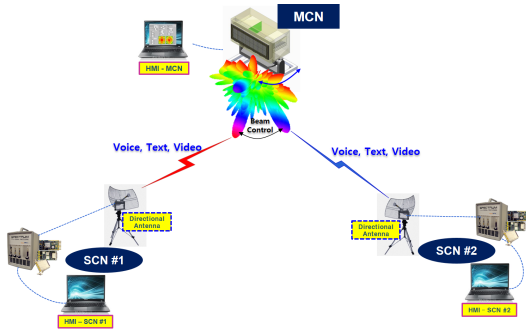 MCN
HMI - MCN
Beam
Control
Voice, Text, Video
Voice, Text, Video
Directional
Antenna
Directional
Antenna
SCN #1
SCN #2
HMI – SCN #1
HMI – SCN #2